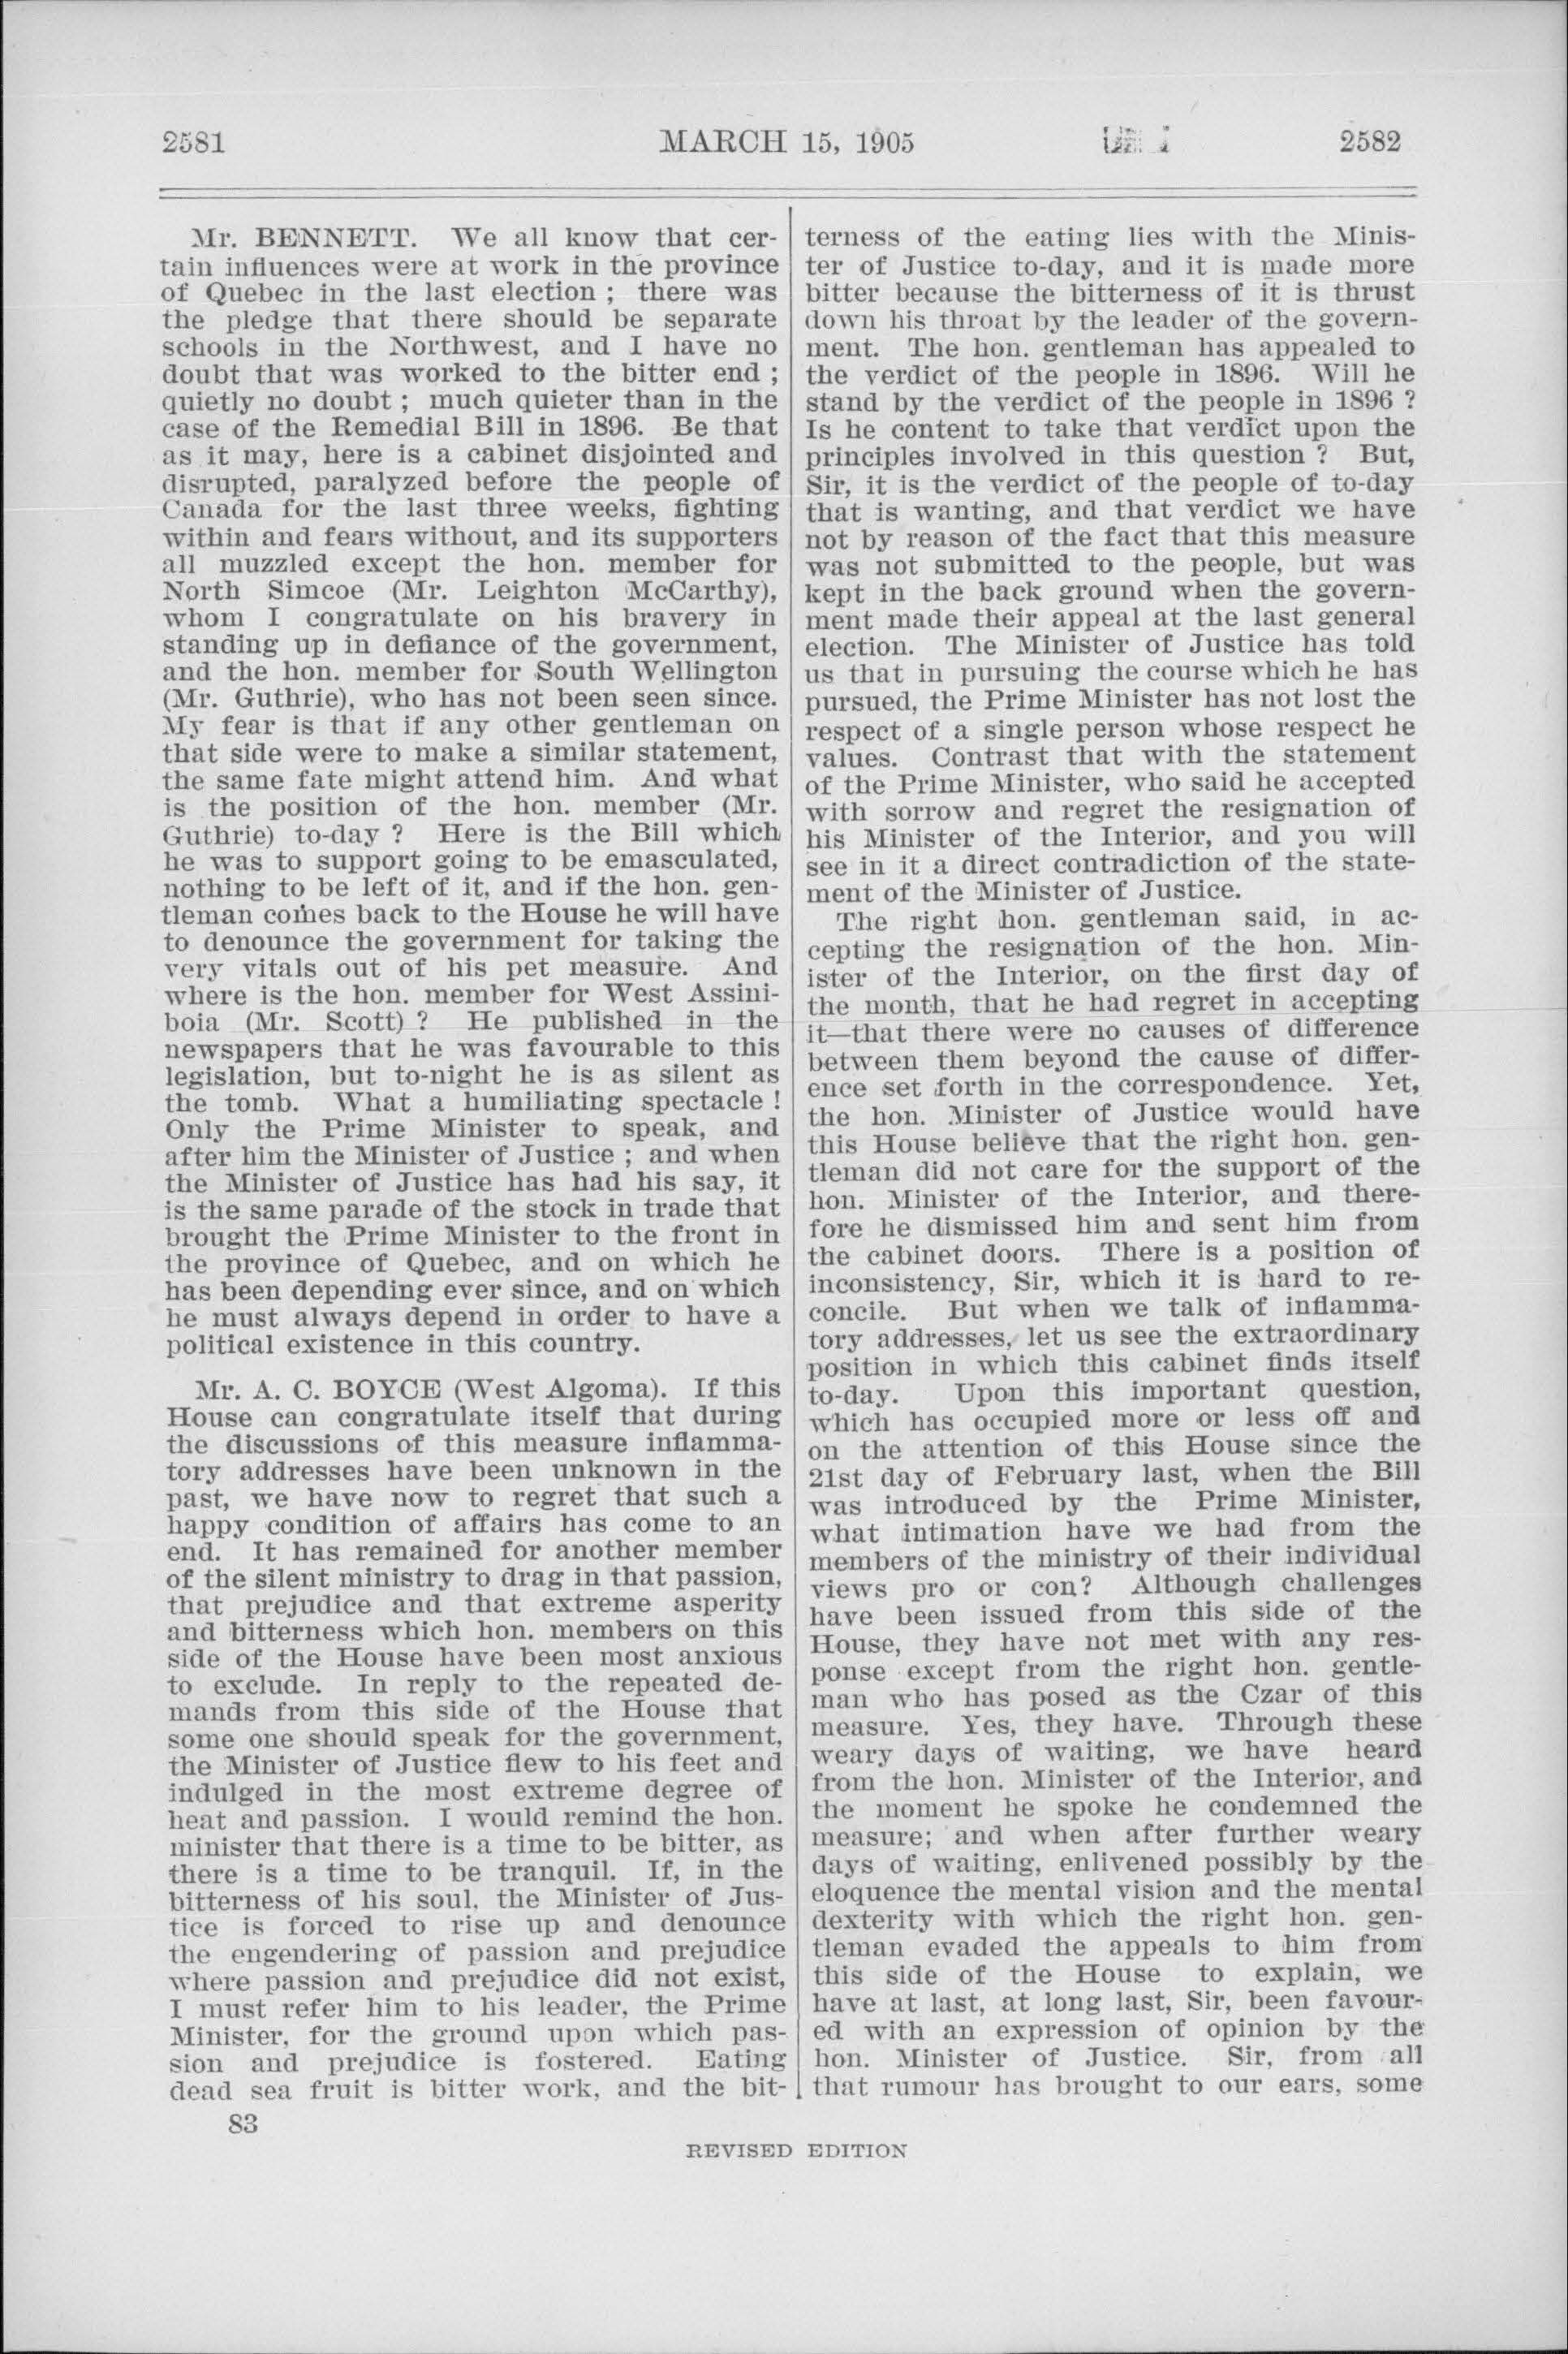 2581 MARCH 15, 1905 2582
Mr. BENNETT. We all know that cer-
tain influences were at work in the province
of Quebec in the last election ; there was
the pledge that there should be separate
schools in the Northwest, and I have no
doubt that was worked to the bitter end ;
quietly no doubt ; much quieter than in the
case of the Remedial Bill in 1896. Be that
as it may, here is a cabinet disjointed and
disrupted, paralyzed before the people of
Canada for the last three weeks, fighting
within and fears without, and its supporters
all muzzled except the hon. member for
North Simcoe (Mr. Leighton McCarthy),
whom I congratulate on his bravery in
standing up in defiance of the government,
and the hon. member for South Wellington
(Mr. Guthrie), who has not been seen since.
My fear is that if any other gentleman on
that side were to make a similar statement,
the same fate might attend him. And what
is the position of the hon. member (Mr.
Guthrie) to-day ? Here is the Bill which
he was to support going to be emasculated,
nothing to be left of it, and if the hon. gen-
tleman comes back to the House he will have
to denounce the government for taking the
very vitals out of his pet measure. And
where is the hon. member for West Assini-
boia (Mr. Scott) ? He published in the
newspapers that he was favourable to this
legislation, but to-night he is as silent as
the tomb. What a humiliating spectacle !
Only the Prime Minister to speak, and
after him the Minister of Justice ; and when
the Minister of Justice has had his say, it
is the same parade of the stock in trade that
brought the Prime Minister to the front in
the province of Quebec, and on which he
has been depending ever since, and on which
he must always depend in order to have a
political existence in this country.
Mr. A. C. BOYCE (West Algoma). If this
House can congratulate itself that during
the discussions of this measure inflamma-
tory addresses have been unknown in the
past, we have now to regret that such a
happy condition of affairs has come to an
end. It has remained for another member
of the silent ministry to drag in that passion,
that prejudice and that extreme asperity
and bitterness which hon. members on this
side of the House have been most anxious
to exclude. In reply to the repeated de-
mands from this side of the House that
some one should speak for the government,
the Minister of Justice flew to his feet and
indulged in the most extreme degree of
heat and passion. I would remind the hon.
minister that there is a time to be bitter, as
there is a time to be tranquil. If, in the
bitterness of his soul, the Minister of Jus-
tice is forced to rise up and denounce
the engendering of passion and prejudice
where passion and prejudice did not exist,
I must refer him to his leader, the Prime
Minister, for the ground upon which pas-
sion and prejudice is fostered. Eating
dead sea fruit is bitter work, and the bit-
terness of the eating lies with the Minis-
ter of Justice to-day, and it is made more
bitter because the bitterness of it is thrust
down his throat by the leader of the govern-
ment. The hon. gentleman has appealed to
the verdict of the people in 1896. Will he
stand by the verdict of the people in 1896 ?
Is he content to take that verdict upon the
principles involved in this question ? But,
Sir, it is the verdict of the people of to-day
that is wanting, and that verdict we have
not by reason of the fact that this measure
was not submitted to the people, but was
kept in the back ground when the govern-
ment made their appeal at the last general
election. The Minister of Justice has told
us that in pursuing the course which he has
pursued, the Prime Minister has not lost the
respect of a single person whose respect he
values. Contrast that with the statement
of the Prime Minister, who said he accepted
with sorrow and regret the resignation of
his Minister of the Interior, and you will
see in it a direct contradiction of the state-
ment of the Minister of Justice.
The right hon. gentleman said, in ac-
cepting the resignation of the hon. Min-
ister of the Interior, on the first day of
the month, that he had regret in accepting
it—that there were no causes of difference
between them beyond the cause of differ-
ence set forth in the correspondence. Yet,
the hon. Minister of Justice would have
this House believe that the right hon. gen-
tleman did not care for the support of the
hon. Minister of the Interior, and there-
fore he dismissed him and sent him from
the cabinet doors. There is a position of
inconsistency, Sir, which it is hard to re-
concile. But when we talk of inflamma-
tory addresses, let us see the extraordinary
position in which this cabinet finds itself
to-day. Upon this important question,
which has occupied more or less off and
on the attention of this House since the
21st day of February last, when the Bill
was introduced by the Prime Minister,
what intimation have we had from the
members of the ministry of their individual
views pro or con? Although challenges
have been issued from this side of the
House, they have not met with any res-
ponse except from the right hon. gentle-
man who has posed as the Czar of this
measure. Yes, they have. Through these
weary days of waiting, we have heard
from the hon. Minister of the Interior, and
the moment he spoke he condemned the
measure; and when after further weary
days of waiting, enlivened possibly by the
eloquence the mental vision and the mental
dexterity with which the right hon. gen-
tleman evaded the appeals to him from
this side of the House to explain, we
have at last, at long last, Sir, been favour-
ed with an expression of opinion by the
hon. Minister of Justice. Sir, from all
that rumour has brought to our ears, some
83
REVISED EDITION